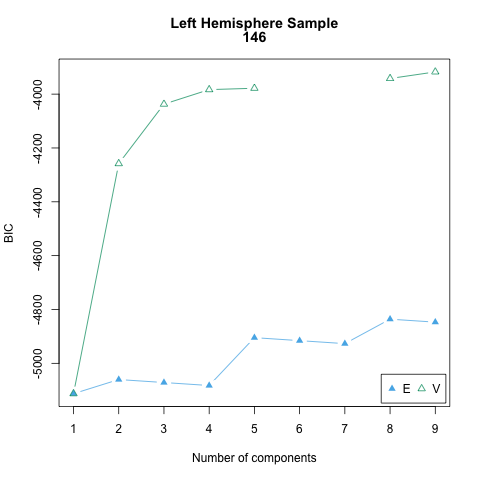 Left Hemisphere Sample
146
BIC
-4000
-4200
-4400
-4600
-4800
-5000
1 2 3 4 5 6 7 8 9
Number of components
E V